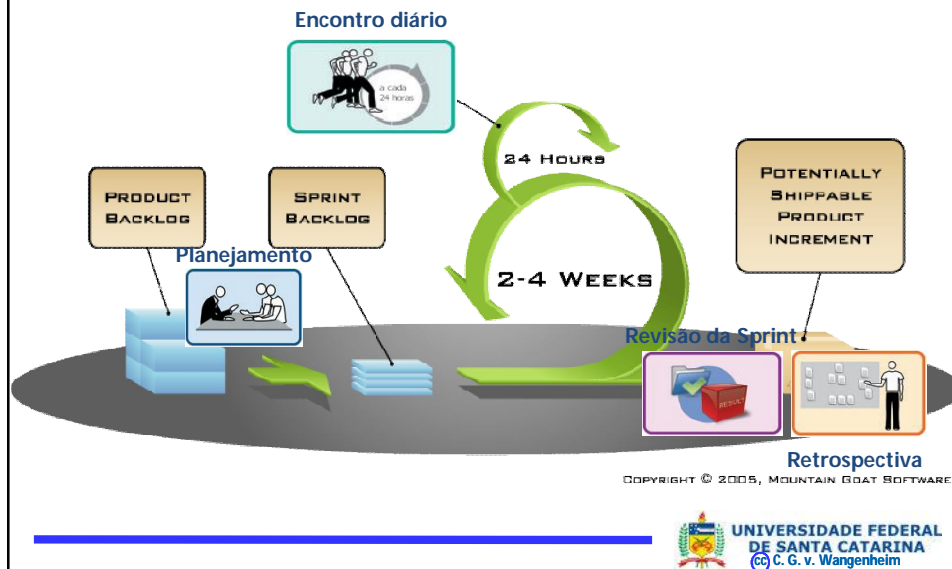 Encontro diário
a cada
24 horas
24 HOURS
PRODUCT
BACKLOG
SPRINT
BACKLOG
POTENTIALLY
SHIPPABLE
PRODUCT
INCREMENT
Planejamento
2-4 WEEKS
Revisão da Sprint
RESULT
Retrospectiva
COPYRIGHT © 2005, MOUNTAIN GOAT SOFTWARE
UNIVERSIDADE FEDERAL
DE SANTA CATARINA
(cc) C. G. v. Wangenheim